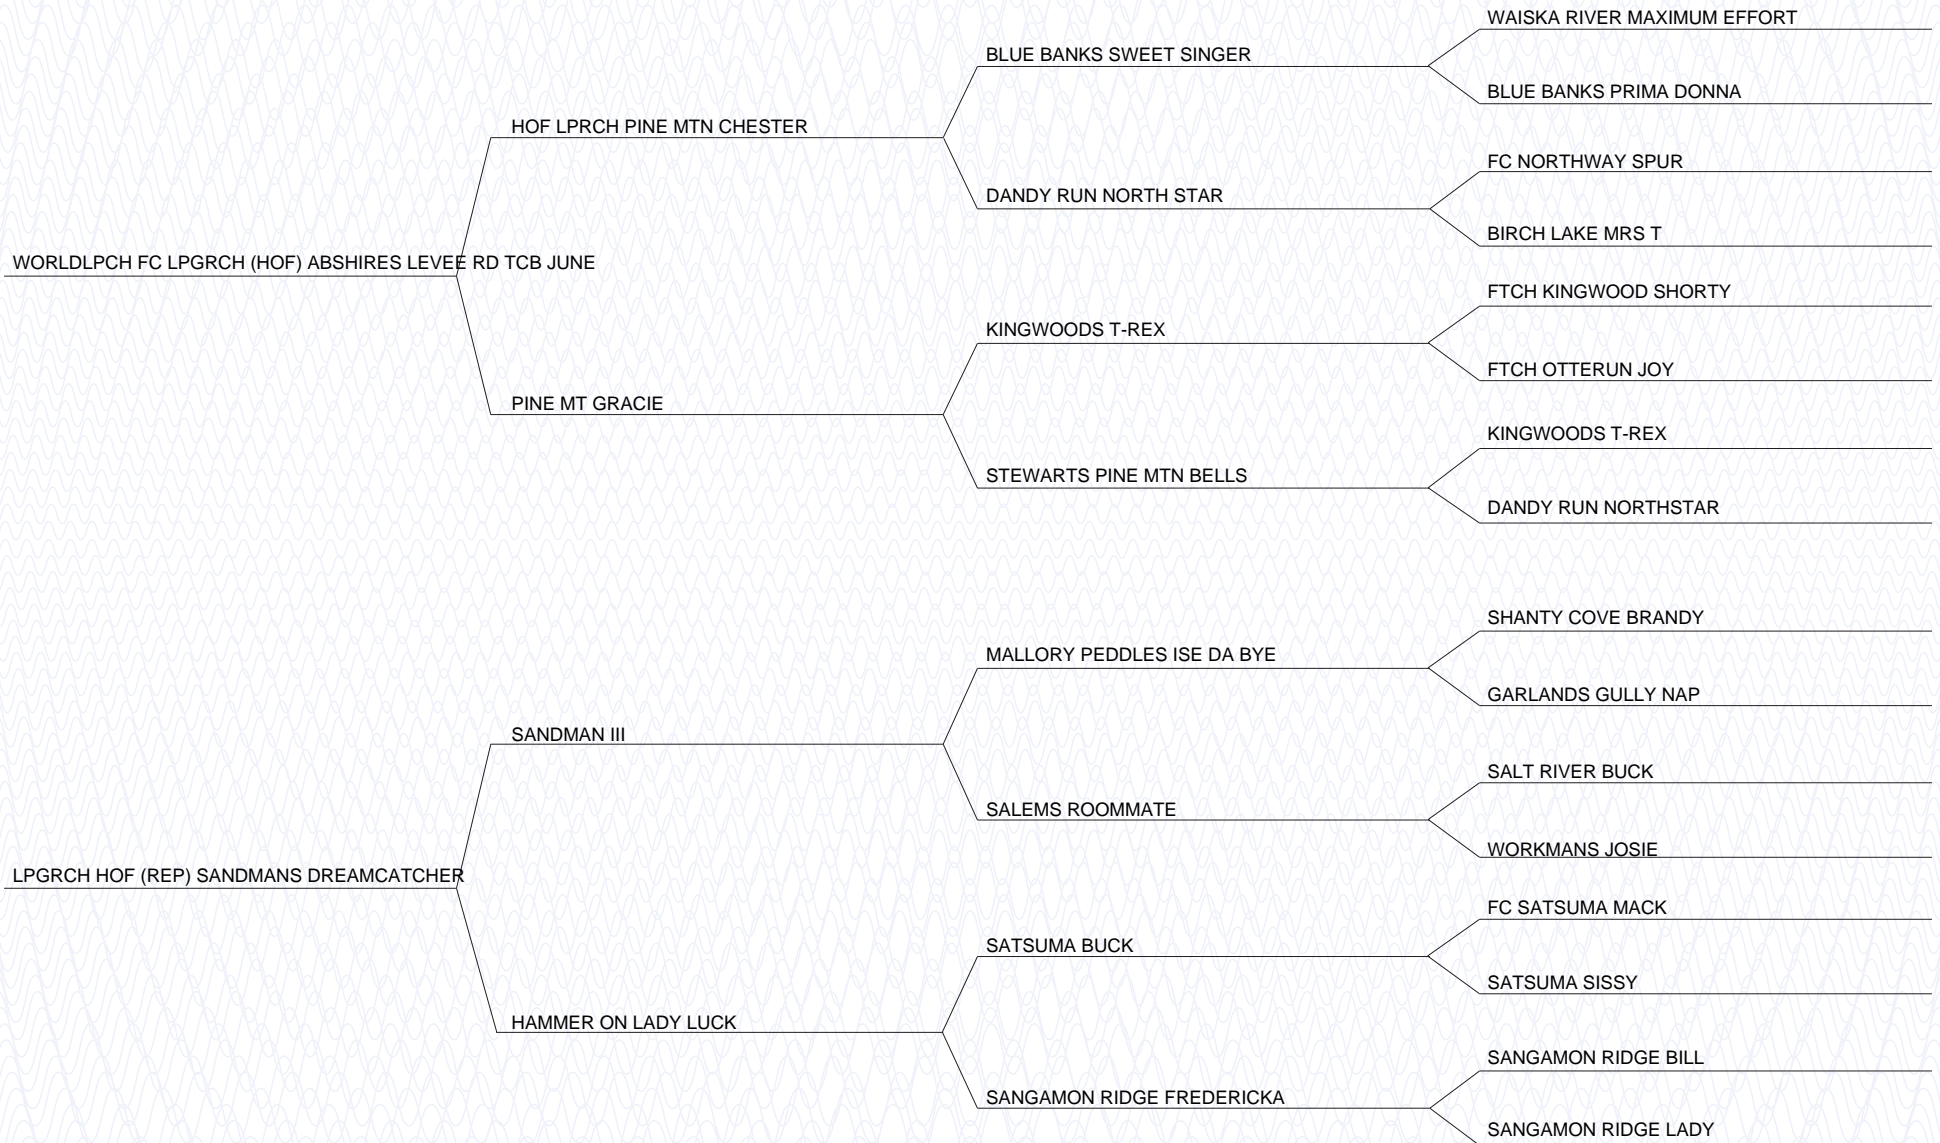 WAISKA RIVER MAXIMUM EFFORT
BLUE BANKS SWEET SINGER
BLUE BANKS PRIMA DONNA
HOF LPRCH PINE MTN CHESTER
FC NORTHWAY SPUR
DANDY RUN NORTH STAR
BIRCH LAKE MRS T
WORLDLPCH FC LPGRCH (HOF) ABSHIRES LEVEE RD TCB JUNE
FTCH KINGWOOD SHORTY
KINGWOODS T-REX
FTCH OTTERUN JOY
PINE MT GRACIE
KINGWOODS T-REX
STEWARTS PINE MTN BELLS
DANDY RUN NORTHSTAR
SHANTY COVE BRANDY
MALLORY PEDDLES ISE DA BYE
GARLANDS GULLY NAP
SANDMAN III
SALT RIVER BUCK
SALEMS ROOMMATE
WORKMANS JOSIE
LPGRCH HOF (REP) SANDMANS DREAMCATCHER
FC SATSUMA MACK
SATSUMA BUCK
SATSUMA SISSY
HAMMER ON LADY LUCK
SANGAMON RIDGE BILL
SANGAMON RIDGE FREDERICKA
SANGAMON RIDGE LADY